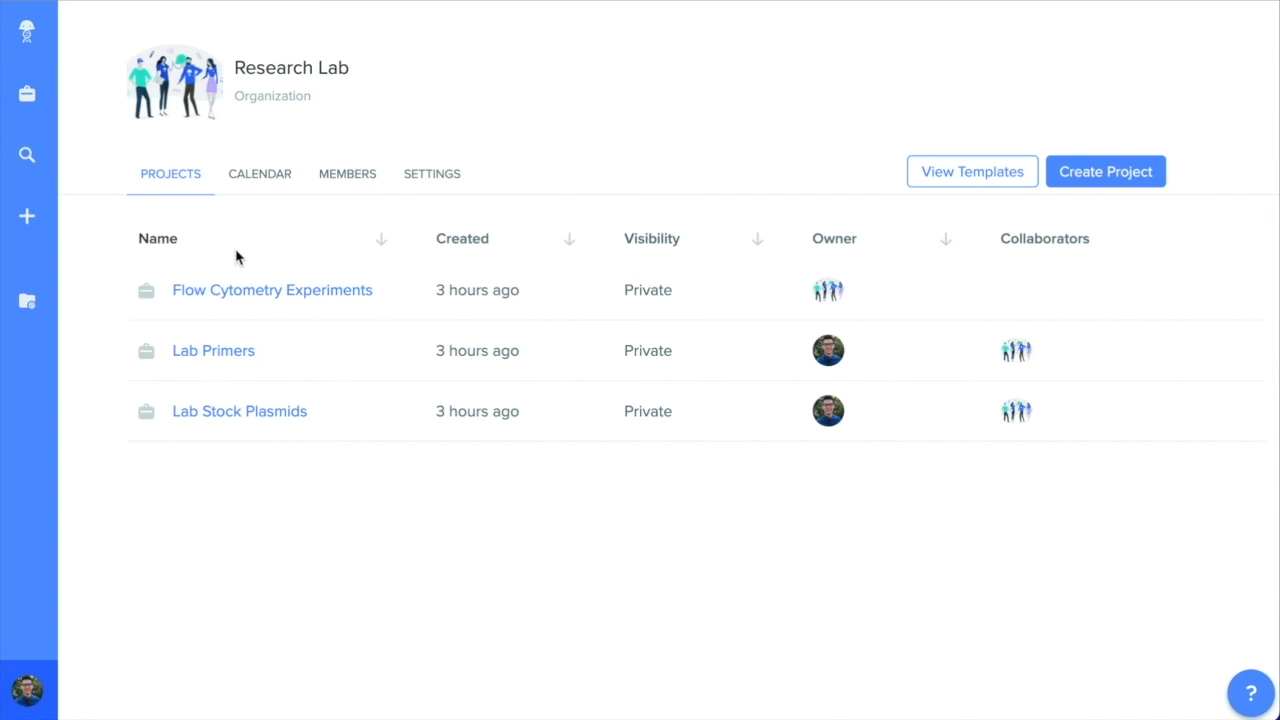 Research Lab
Organization
PROJECTS CALENDAR MEMBERS SETTINGS View Templates Create Project
Name Created Visibility Owner Collaborators
Flow Cytometry Experiments 3 hours ago Private
Lab Primers 3 hours ago Private
Lab Stock Plasmids 3 hours ago Private
?